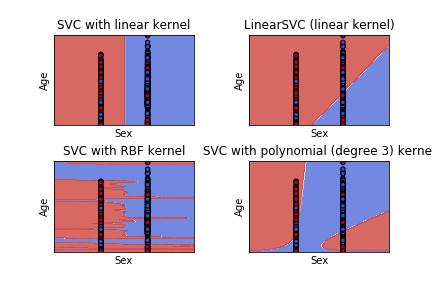 SVC with linear kernel
LinearSVC (linear kernel)
Age
Sex
Age
Sex
SVC with RBF kernel
SVC with polynomial (degree 3) kerne
Age
Sex
Age
Sex